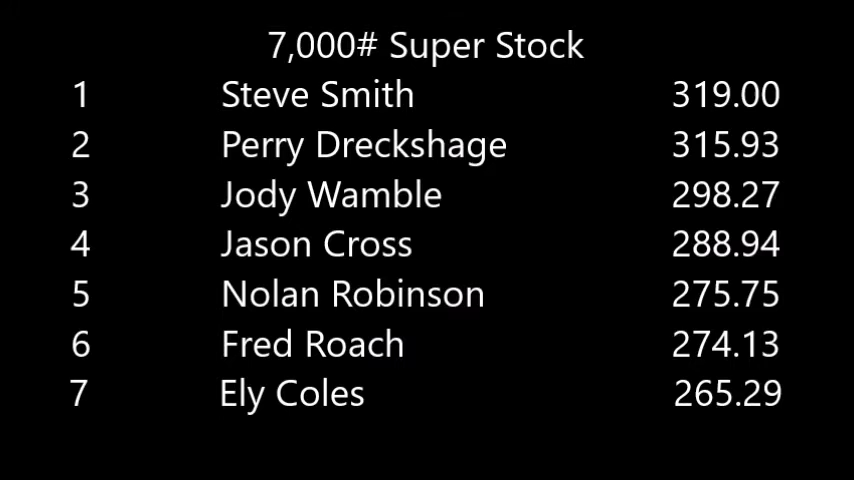 7,000# Super Stock
1 Steve Smith 319.00
2 Perry Dreckshage 315.93
3 Jody Wamble 298.27
4 Jason Cross 288.94
5 Nolan Robinson 275.75
6 Fred Roach 274.13
7 Ely Coles 265.29